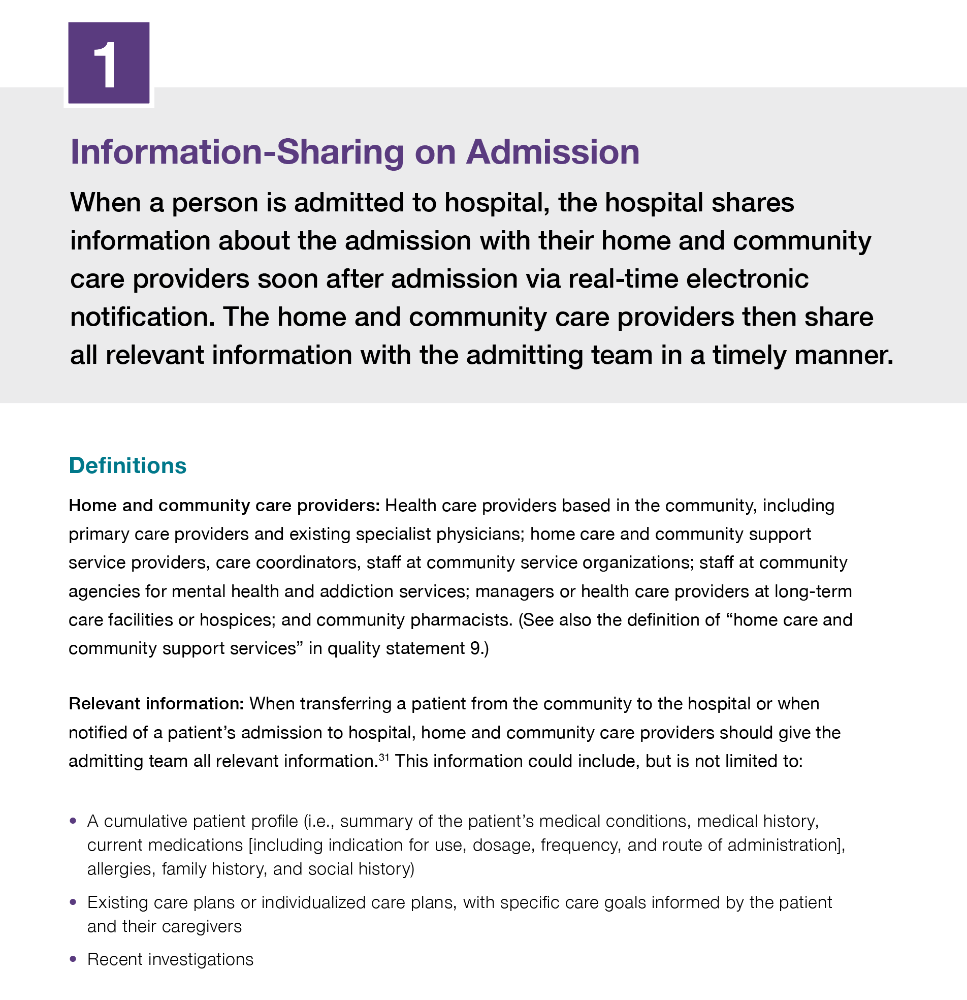 1
Information-Sharing on Admission
When a person is admitted to hospital, the hospital shares
information about the admission with their home and community
care providers soon after admission via real-time electronic
notification. The home and community care providers then share
all relevant information with the admitting team in a timely manner.
Definitions
Home and community care providers: Health care providers based in the community, including
primary care providers and existing specialist physicians; home care and community support
service providers, care coordinators, staff at community service organizations; staff at community
agencies for mental health and addiction services; managers or health care providers at long-term
care facilities or hospices; and community pharmacists. (See also the definition of “home care and
community support services” in quality statement 9.)
Relevant information: When transferring a patient from the community to the hospital or when
notified of a patient’s admission to hospital, home and community care providers should give the
admitting team all relevant information.³¹ This information could include, but is not limited to:
• A cumulative patient profile (i.e., summary of the patient’s medical conditions, medical history,
current medications [including indication for use, dosage, frequency, and route of administration],
allergies, family history, and social history)
• Existing care plans or individualized care plans, with specific care goals informed by the patient
and their caregivers
• Recent investigations